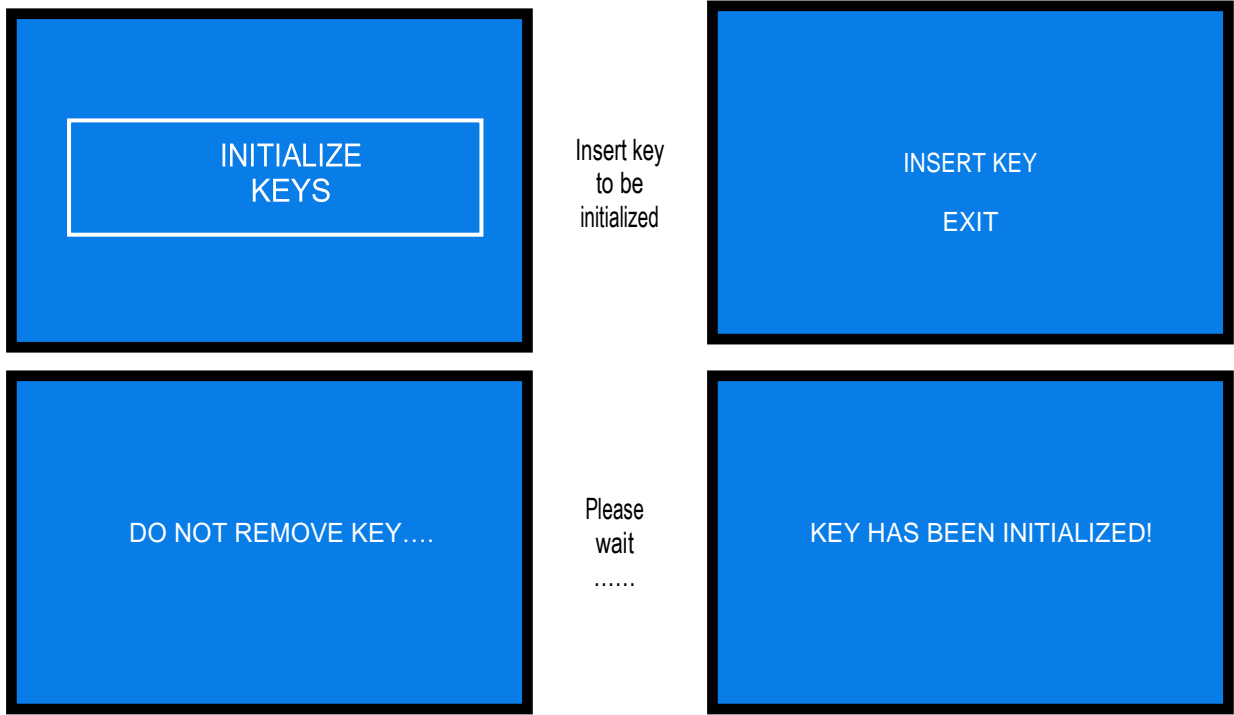 INITIALIZE
KEYS
Insert key
to be
initialized
INSERT KEY
EXIT
DO NOT REMOVE KEY....
Please
wait
......
KEY HAS BEEN INITIALIZED!